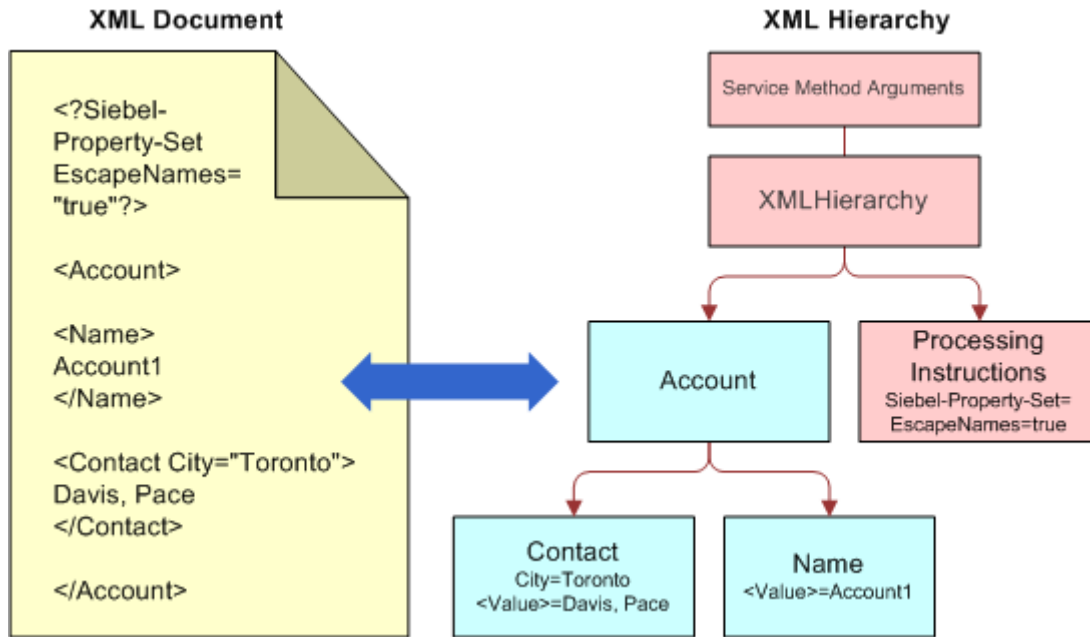 XML Document
<?Siebel-
Property-Set
EscapeNames=
"true"?>
<Account>
<Name>
Account1
</Name>
<Contact City="Toronto">
Davis, Pace
</Contact>
</Account>
XML Hierarchy
Service Method Arguments
XMLHierarchy
Account
Processing
Instructions
Siebel-Property-Set=
EscapeNames=true
Contact
City=Toronto
<Value>=Davis, Pace
Name
<Value>=Account1